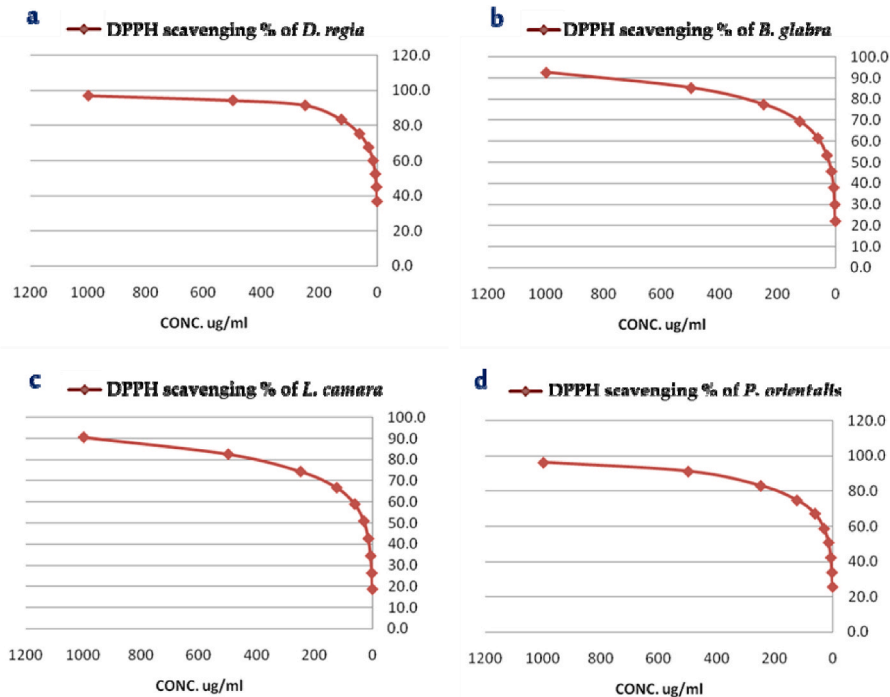 a
DPPH scavenging % of D. regia
120.0
100.0
80.0
60.0
40.0
20.0
0.0
1200 1000 800 600 400 200 0
CONC. ug/ml
b
DPPH scavenging % of B. glabra
100.0
90.0
80.0
70.0
60.0
50.0
40.0
30.0
20.0
10.0
0.0
1200 1000 800 600 400 200 0
CONC. ug/ml
c
DPPH scavenging % of L. camara
100.0
90.0
80.0
70.0
60.0
50.0
40.0
30.0
20.0
10.0
0.0
1200 1000 800 600 400 200 0
CONC. ug/ml
d
DPPH scavenging % of P. orientalis
120.0
100.0
80.0
60.0
40.0
20.0
0.0
1200 1000 800 600 400 200 0
CONC. ug/ml